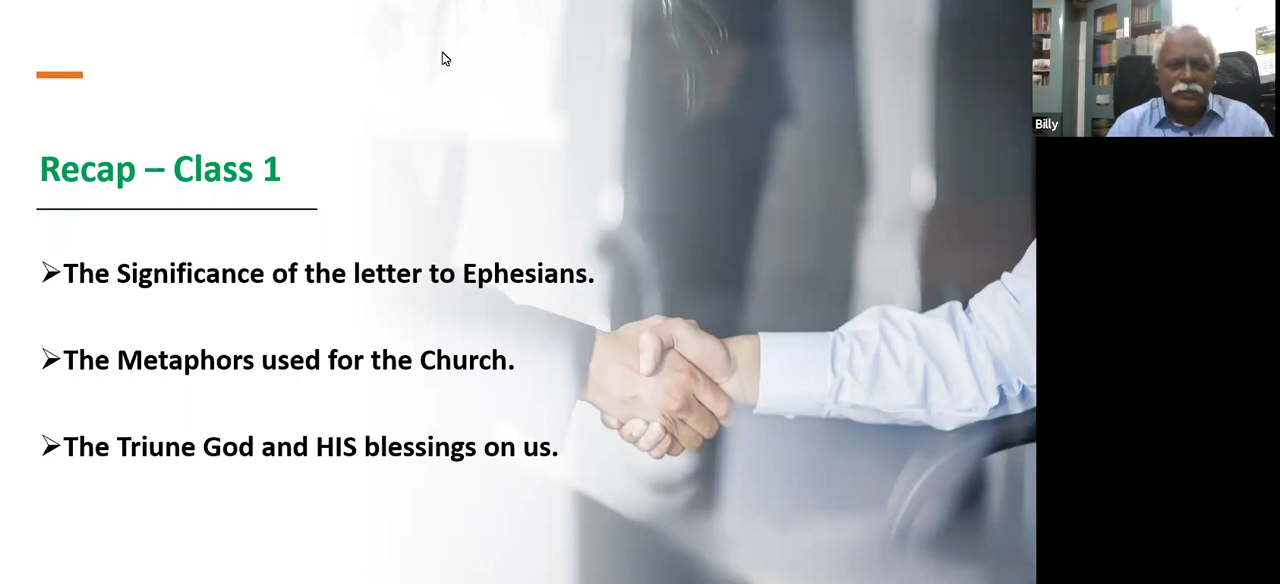 Recap – Class 1
➢The Significance of the letter to Ephesians.
➢The Metaphors used for the Church.
➢The Triune God and HIS blessings on us.
Billy